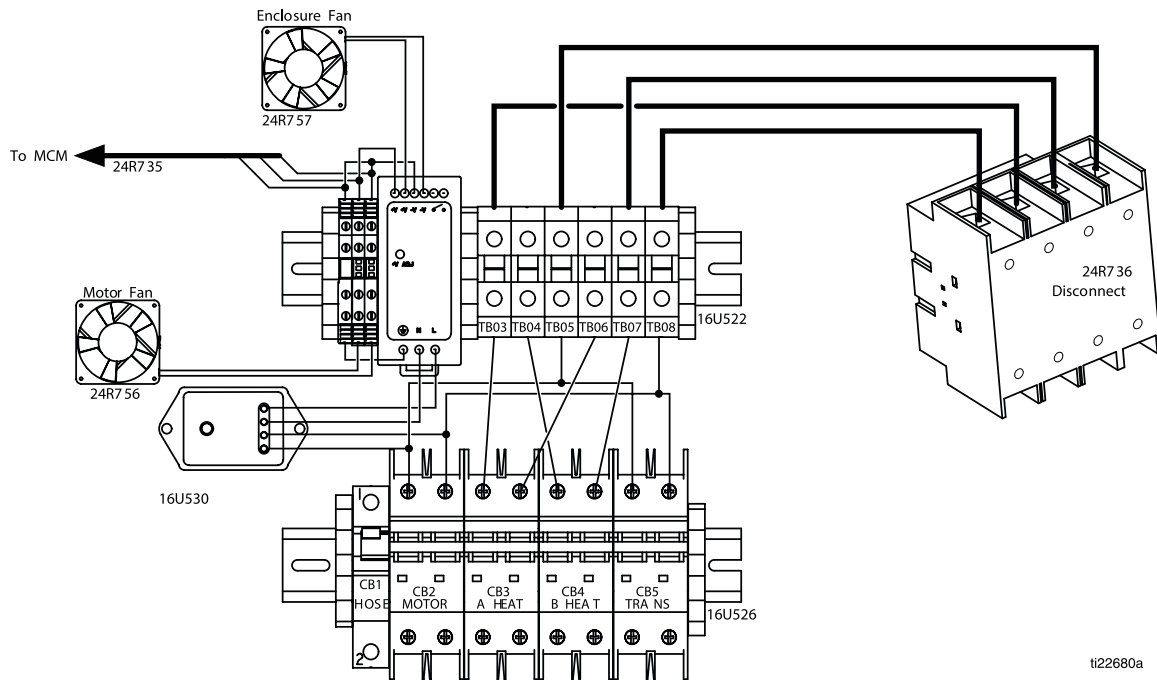 Enclosure Fan
24R757
To MCM
24R735
Motor Fan
24R756
N L
TB03 TB04 TB05 TB06 TB07 TB08
16U522
24R736
Disconnect
16U530
1
CB1
HOSE
2
CB2
MOTOR
CB3
A HEAT
CB4
B HEAT
CB5
TRANS
16U526
ti22680a